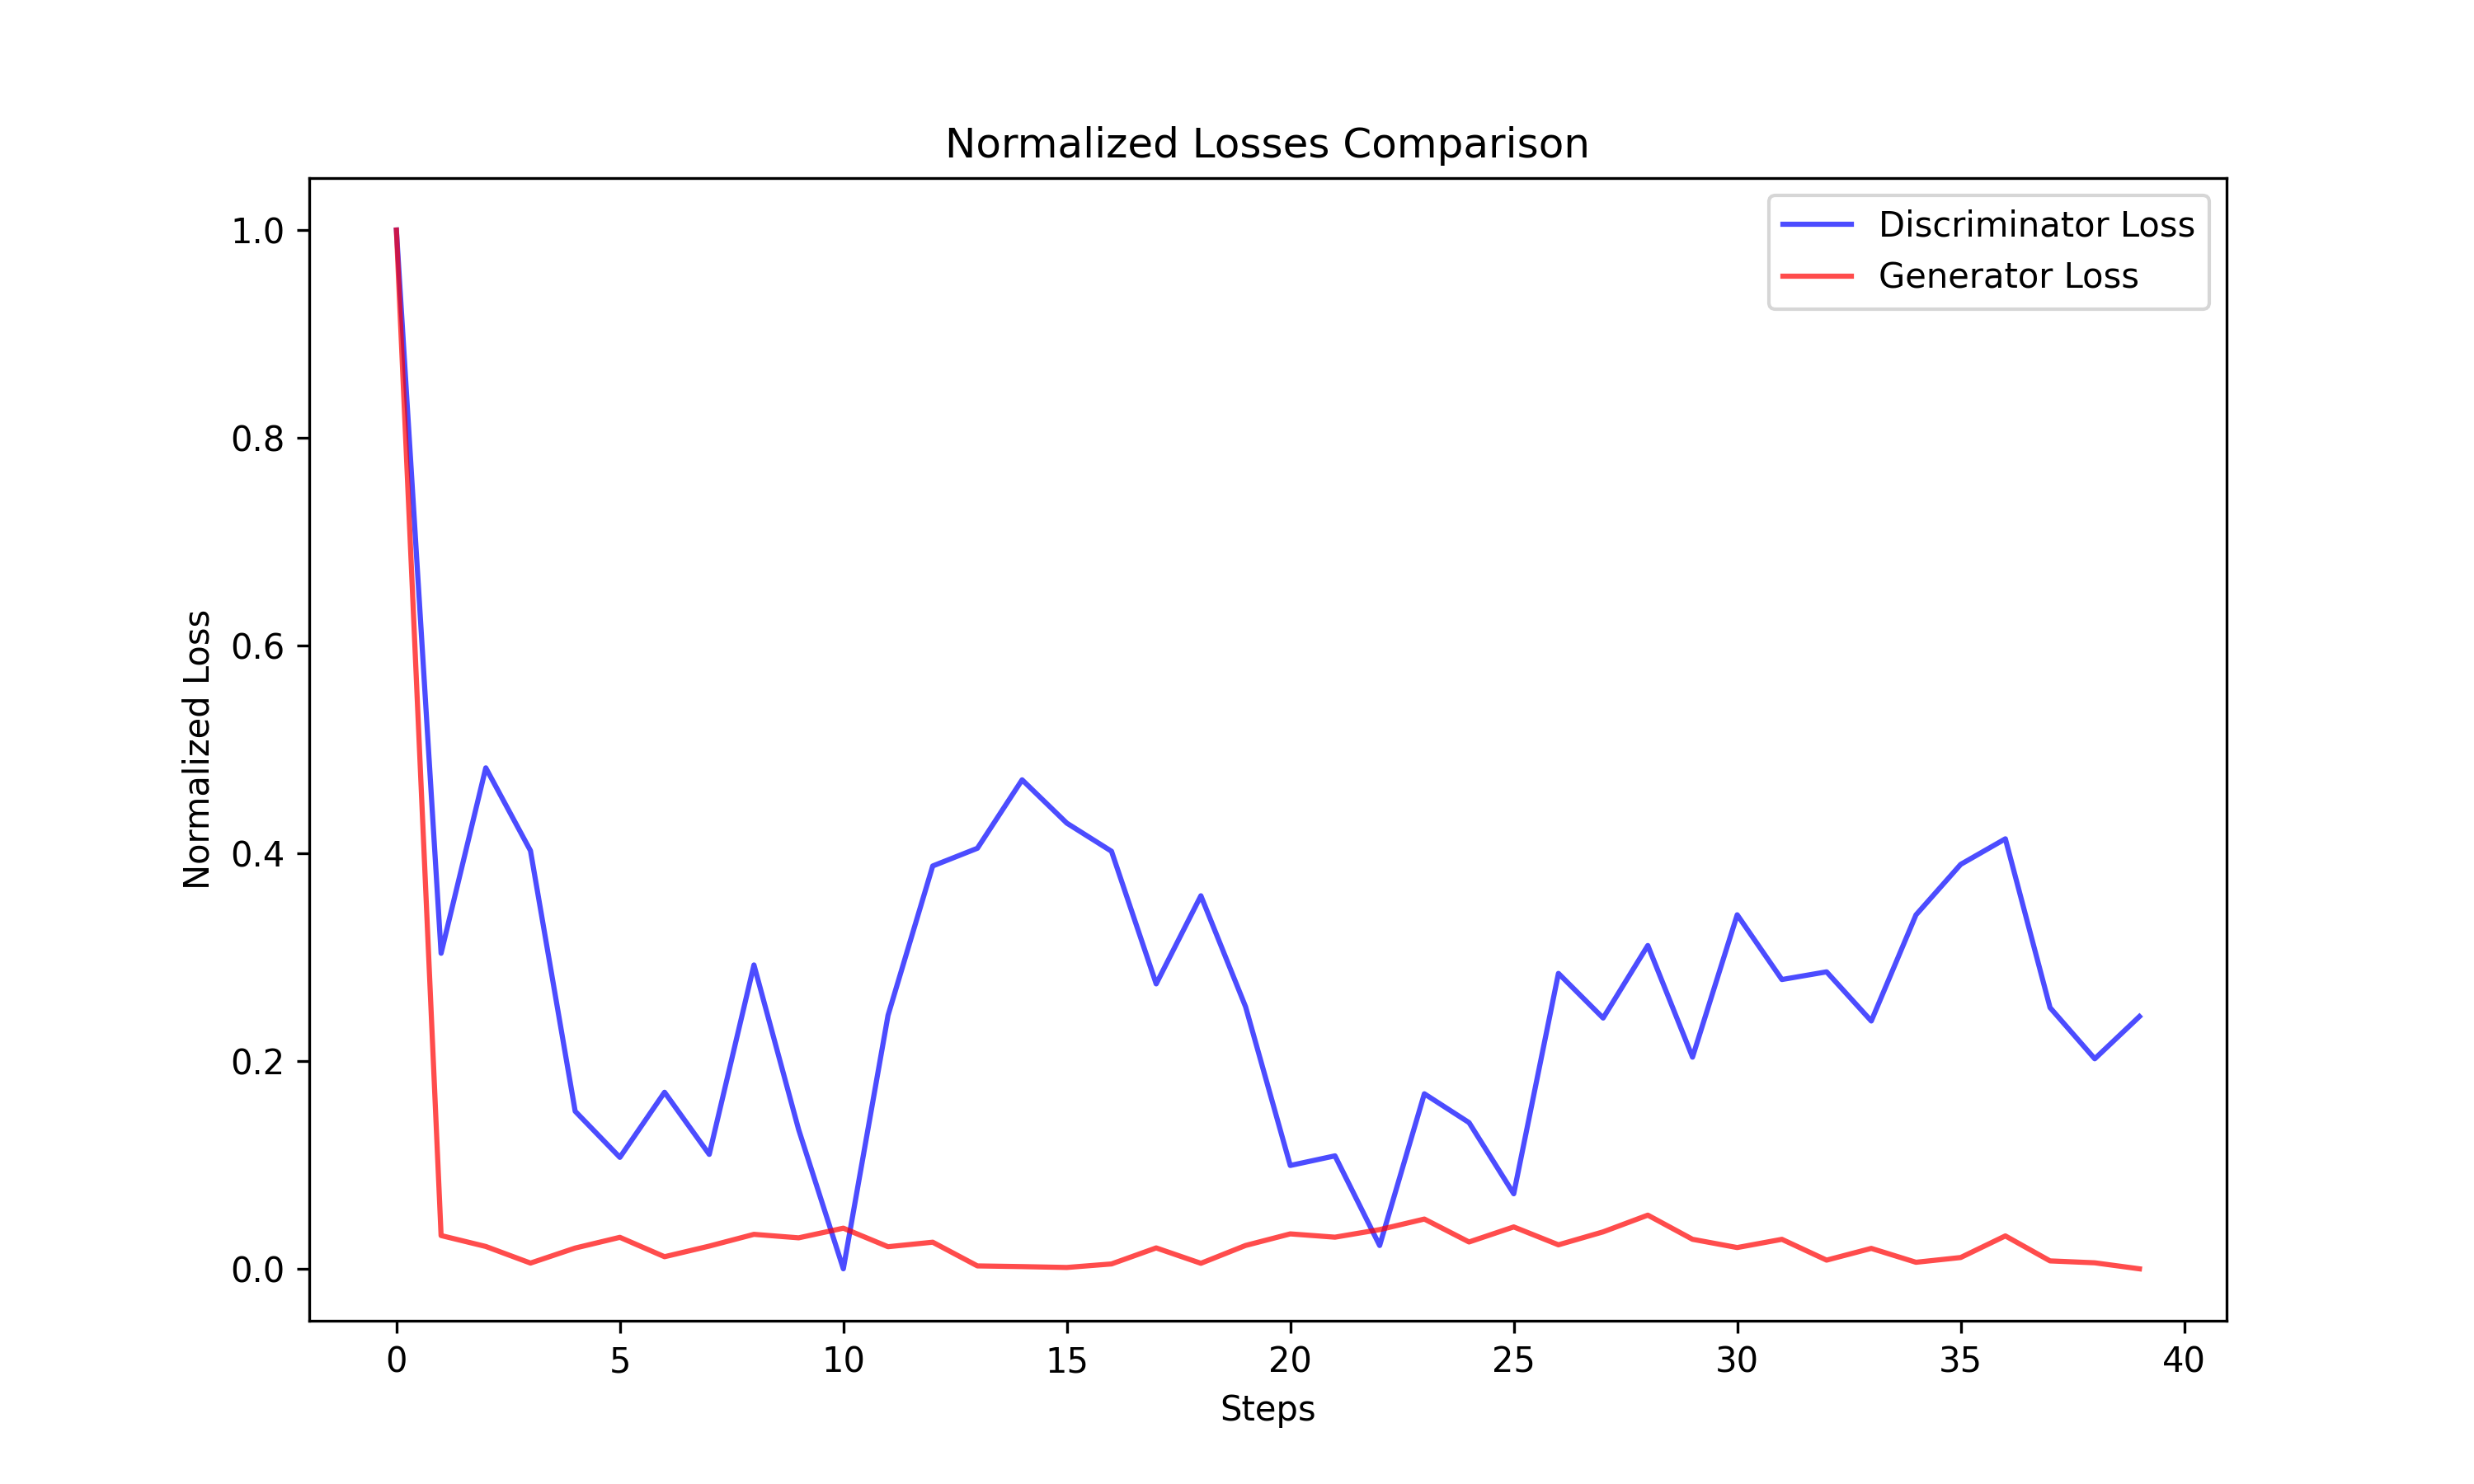 Normalized Losses Comparison
Discriminator Loss
Generator Loss
Normalized Loss
1.0
0.8
0.6
0.4
0.2
0.0
0 5 10 15 20 25 30 35 40
Steps